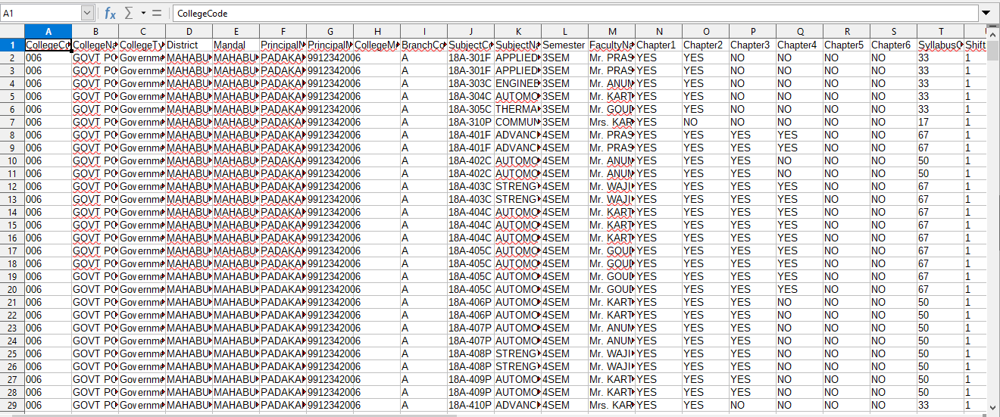 A1 fx CollegeCode
A B C D E F G H I J K L M N O P Q R S T
1 CollegeCo CollegeNa CollegeTy District Mandal PrincipalN PrincipalM CollegeM BranchCo SubjectCo SubjectNa Semester FacultyNa Chapter1 Chapter2 Chapter3 Chapter4 Chapter5 Chapter6 SyllabusC Shift
2 006 GOVT PO Governme MAHABU MAHABU PADAKA 9912342006 A 18A-301F APPLIED 3SEM Mr. PRAS YES YES NO NO NO NO 33 1
3 006 GOVT PO Governme MAHABU MAHABU PADAKA 9912342006 A 18A-301F APPLIED 3SEM Mr. PRAS YES YES NO NO NO NO 33 1
4 006 GOVT PO Governme MAHABU MAHABU PADAKA 9912342006 A 18A-303C ENGINEE 3SEM Mr. ANUM YES YES NO NO NO NO 33 1
5 006 GOVT PO Governme MAHABU MAHABU PADAKA 9912342006 A 18A-304C AUTOMO 3SEM Mr. KART YES YES NO NO NO NO 33 1
6 006 GOVT PO Governme MAHABU MAHABU PADAKA 9912342006 A 18A-305C THERMA 3SEM Mr. GOUD YES YES NO NO NO NO 33 1
7 006 GOVT PO Governme MAHABU MAHABU PADAKA 9912342006 A 18A-310P COMMUN 3SEM Mrs. KAR YES NO NO NO NO NO 17 1
8 006 GOVT PO Governme MAHABU MAHABU PADAKA 9912342006 A 18A-401F ADVANC 4SEM Mr. PRAS YES YES YES YES NO NO 67 1
9 006 GOVT PO Governme MAHABU MAHABU PADAKA 9912342006 A 18A-401F ADVANC 4SEM Mr. PRAS YES YES YES YES NO NO 67 1
10 006 GOVT PO Governme MAHABU MAHABU PADAKA 9912342006 A 18A-402C AUTOMO 4SEM Mr. ANUM YES YES YES NO NO NO 50 1
11 006 GOVT PO Governme MAHABU MAHABU PADAKA 9912342006 A 18A-402C AUTOMO 4SEM Mr. ANUM YES YES YES NO NO NO 50 1
12 006 GOVT PO Governme MAHABU MAHABU PADAKA 9912342006 A 18A-403C STRENG 4SEM Mr. WAJI YES YES YES YES NO NO 67 1
13 006 GOVT PO Governme MAHABU MAHABU PADAKA 9912342006 A 18A-403C STRENG 4SEM Mr. WAJI YES YES YES YES NO NO 67 1
14 006 GOVT PO Governme MAHABU MAHABU PADAKA 9912342006 A 18A-404C AUTOMO 4SEM Mr. KART YES YES YES YES NO NO 67 1
15 006 GOVT PO Governme MAHABU MAHABU PADAKA 9912342006 A 18A-404C AUTOMO 4SEM Mr. KART YES YES YES YES NO NO 67 1
16 006 GOVT PO Governme MAHABU MAHABU PADAKA 9912342006 A 18A-404C AUTOMO 4SEM Mr. KART YES YES YES YES NO NO 67 1
17 006 GOVT PO Governme MAHABU MAHABU PADAKA 9912342006 A 18A-405C AUTOMO 4SEM Mr. GOUD YES YES YES YES NO NO 67 1
18 006 GOVT PO Governme MAHABU MAHABU PADAKA 9912342006 A 18A-405C AUTOMO 4SEM Mr. GOUD YES YES YES YES NO NO 67 1
19 006 GOVT PO Governme MAHABU MAHABU PADAKA 9912342006 A 18A-405C AUTOMO 4SEM Mr. GOUD YES YES YES YES NO NO 67 1
20 006 GOVT PO Governme MAHABU MAHABU PADAKA 9912342006 A 18A-405C AUTOMO 4SEM Mr. GOUD YES YES YES YES NO NO 67 1
21 006 GOVT PO Governme MAHABU MAHABU PADAKA 9912342006 A 18A-406P AUTOMO 4SEM Mr. KART YES YES YES NO NO NO 50 1
22 006 GOVT PO Governme MAHABU MAHABU PADAKA 9912342006 A 18A-406P AUTOMO 4SEM Mr. KART YES YES YES NO NO NO 50 1
23 006 GOVT PO Governme MAHABU MAHABU PADAKA 9912342006 A 18A-407P AUTOMO 4SEM Mr. ANUM YES YES YES NO NO NO 50 1
24 006 GOVT PO Governme MAHABU MAHABU PADAKA 9912342006 A 18A-407P AUTOMO 4SEM Mr. ANUM YES YES YES NO NO NO 50 1
25 006 GOVT PO Governme MAHABU MAHABU PADAKA 9912342006 A 18A-408P STRENG 4SEM Mr. WAJI YES YES YES NO NO NO 50 1
26 006 GOVT PO Governme MAHABU MAHABU PADAKA 9912342006 A 18A-408P STRENG 4SEM Mr. WAJI YES YES YES NO NO NO 50 1
27 006 GOVT PO Governme MAHABU MAHABU PADAKA 9912342006 A 18A-409P AUTOMO 4SEM Mr. KART YES YES YES NO NO NO 50 1
28 006 GOVT PO Governme MAHABU MAHABU PADAKA 9912342006 A 18A-409P AUTOMO 4SEM Mr. KART YES YES YES NO NO NO 50 1
29 006 GOVT PO Governme MAHABU MAHABU PADAKA 9912342006 A 18A-410P ADVANC 4SEM Mrs. KAR YES YES NO NO NO NO 33 1